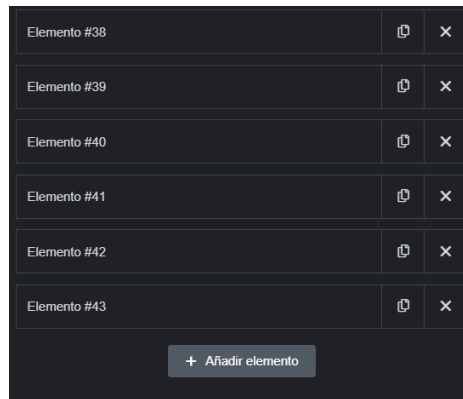 Elemento #38
Elemento #39
Elemento #40
Elemento #41
Elemento #42
Elemento #43
+ Añadir elemento